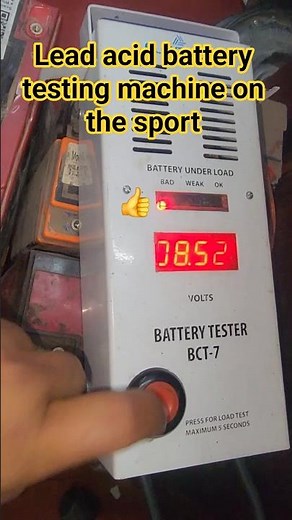 Lead acid battery
testing machine on
the sport
BATTERY UNDER LOAD
BAD WEAK OK
08.52
VOLTS
BATTERY TESTER
BCT-7
PRESS FOR LOAD TEST
MAXIMUM 5 SECONDS